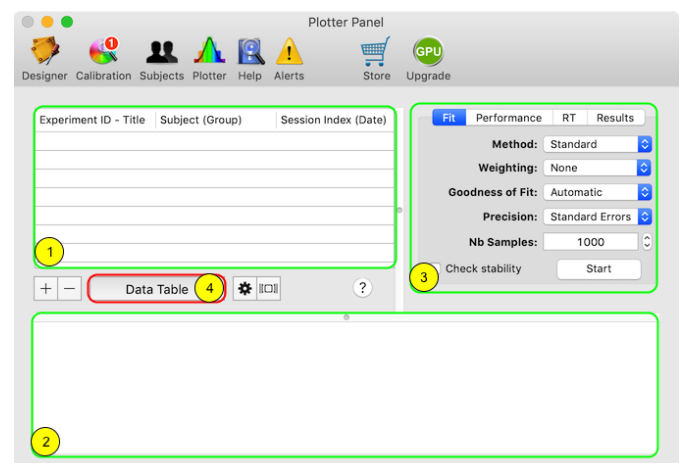 Plotter Panel
1
GPU
Designer Calibration Subjects Plotter Help Alerts Store Upgrade
Experiment ID - Title Subject (Group) Session Index (Date)
1
Fit Performance RT Results
Method: Standard
Weighting: None
Goodness of Fit: Automatic
Precision: Standard Errors
Nb Samples: 1000
3
Check stability Start
+ − Data Table 4 ?
2